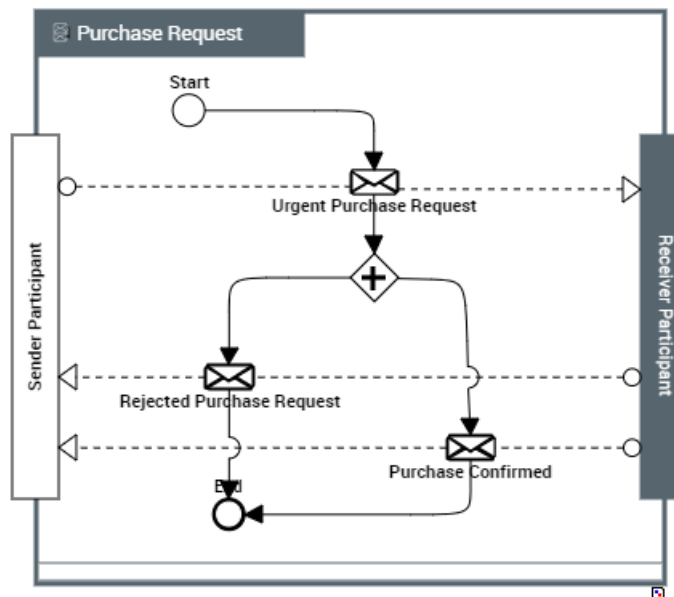 Purchase Request
Start
Urgent Purchase Request
Sender Participant
Receiver Participant
Rejected Purchase Request
Purchase Confirmed
End